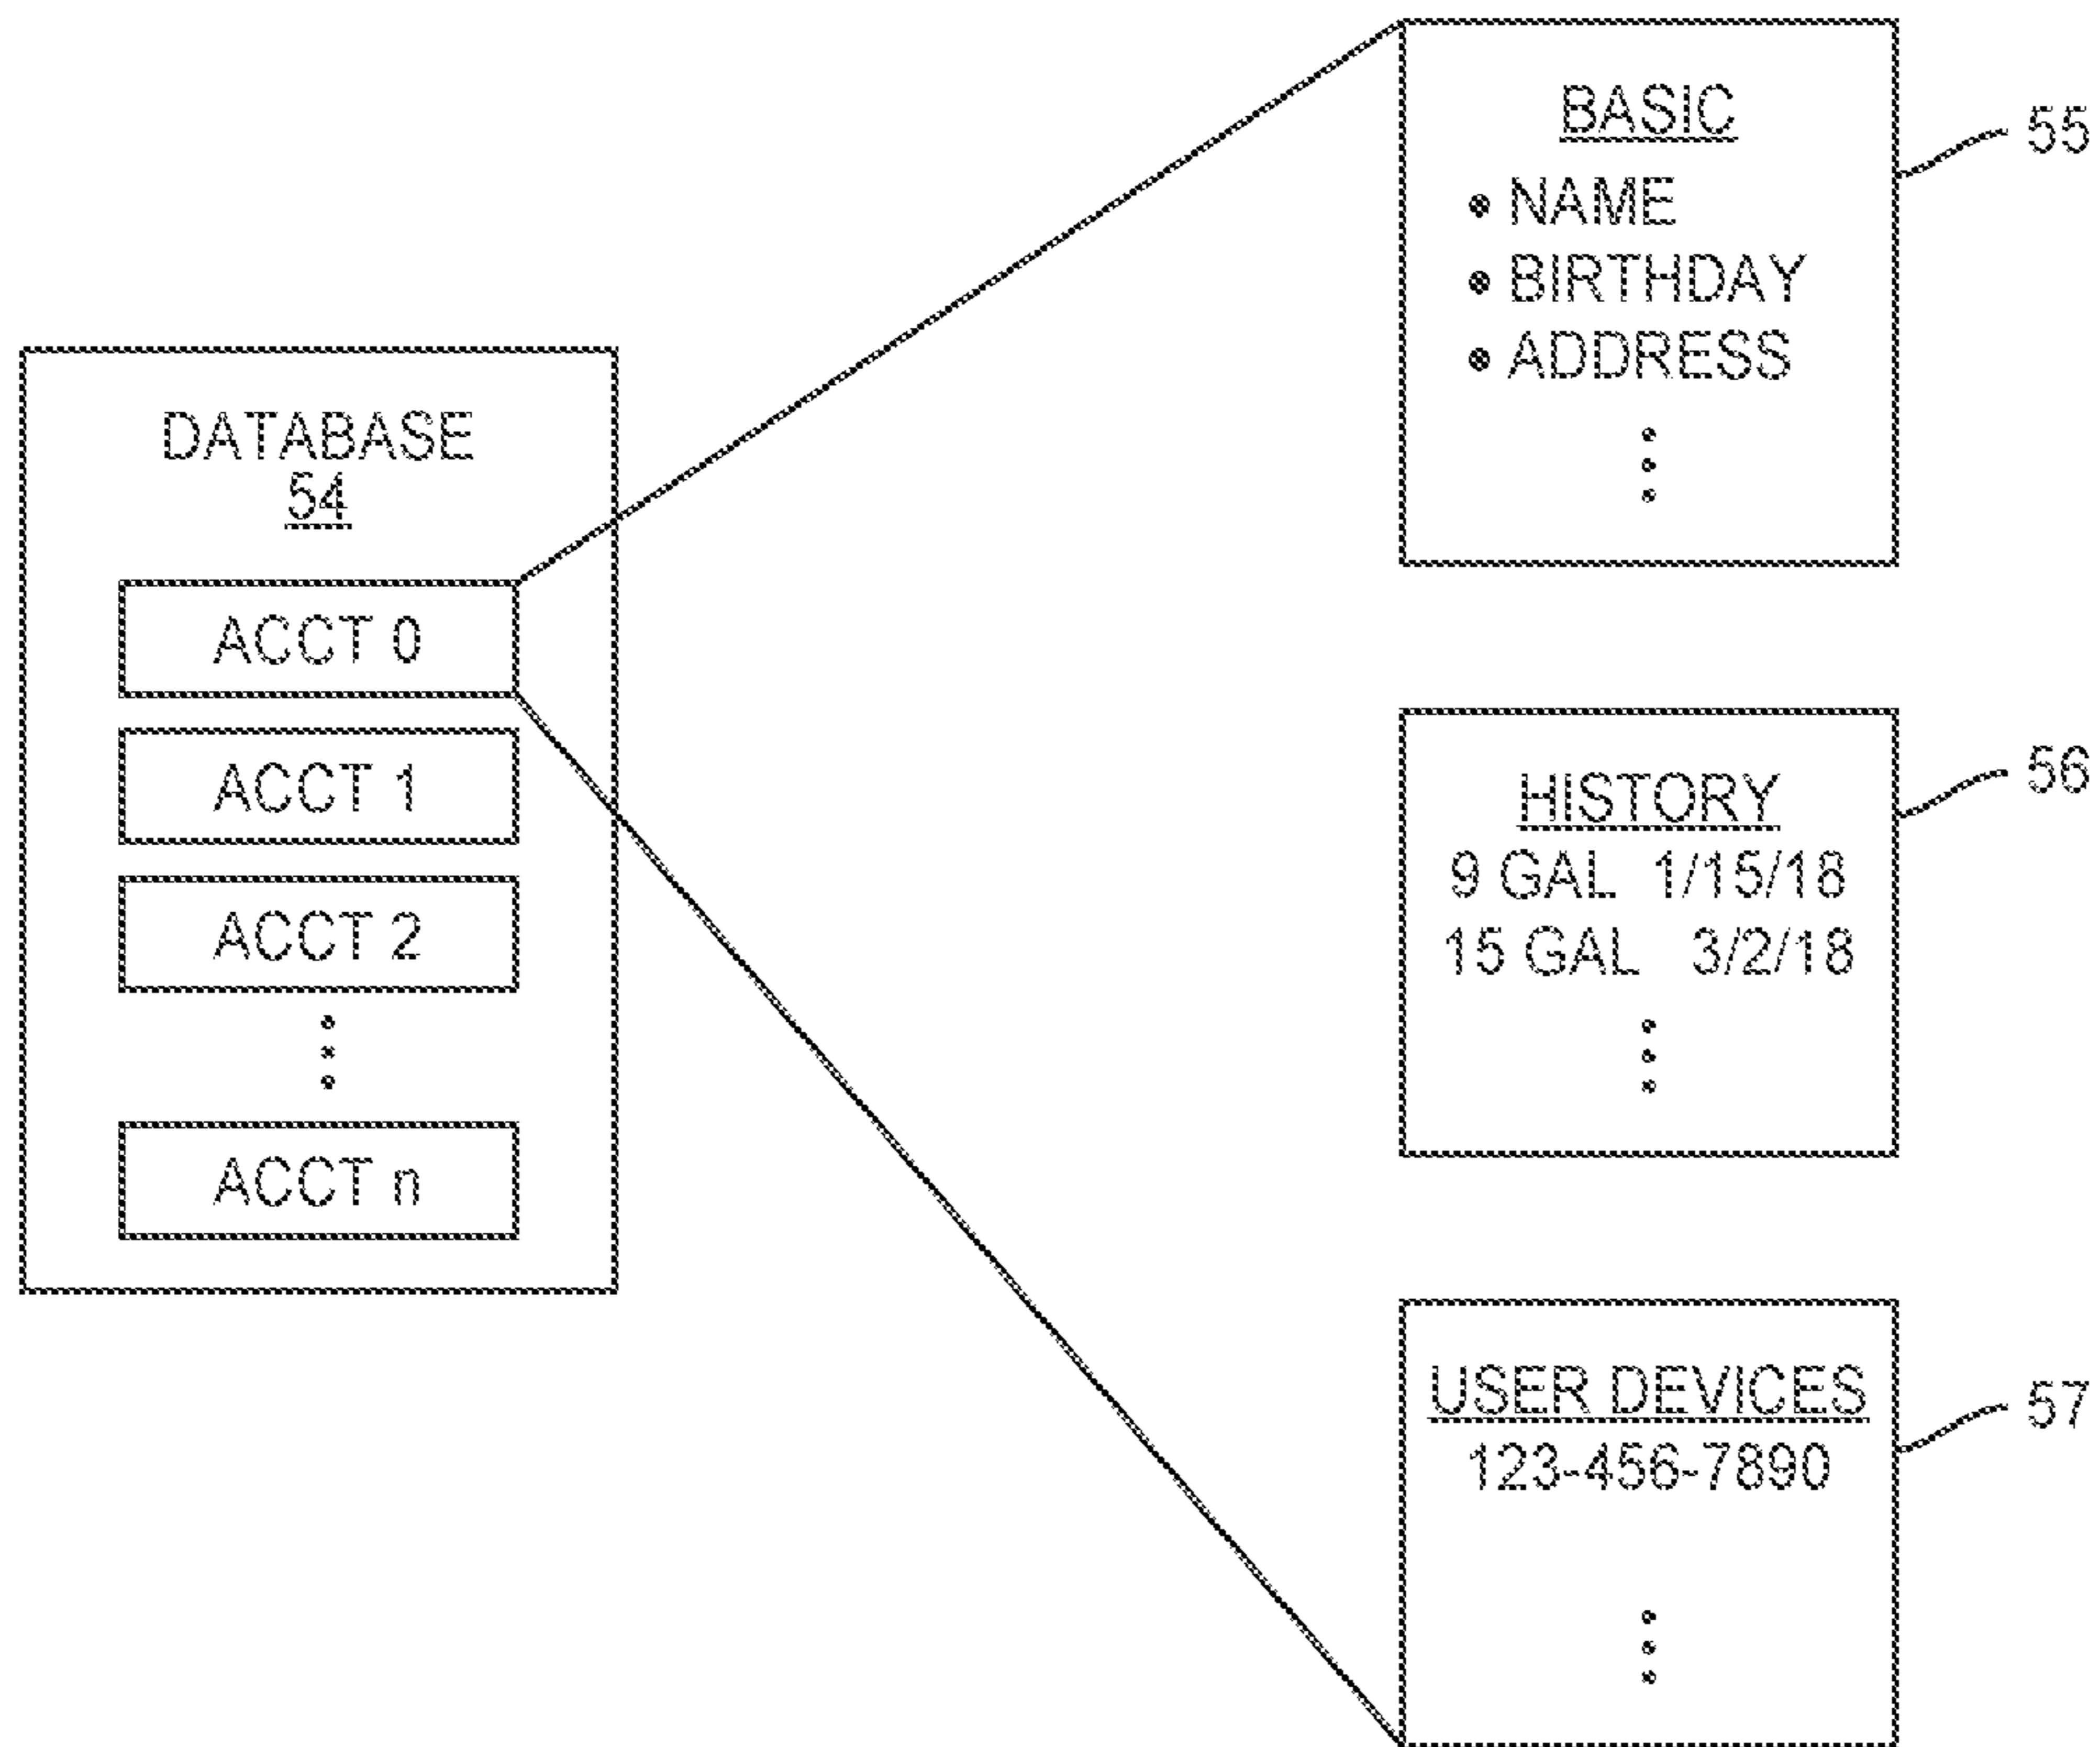 DATABASE
54
ACCT 0
ACCT 1
ACCT 2
ACCT n
BASIC
• NAME
• BIRTHDAY
• ADDRESS
55
HISTORY
9 GAL 1/15/18
15 GAL 3/2/18
56
USER DEVICES
123-456-7890
57